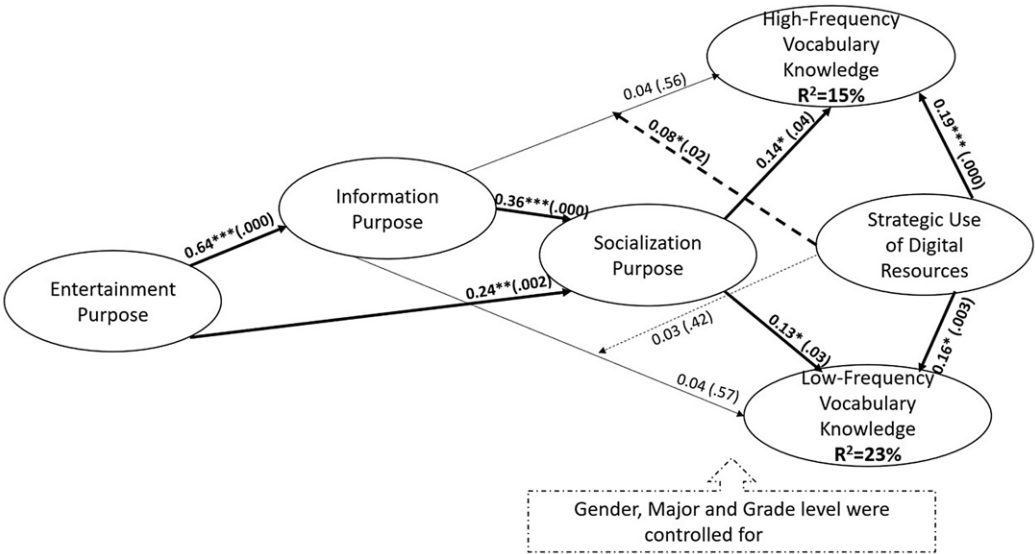 High-Frequency
Vocabulary
Knowledge
R²=15%
0.04 (.56)
0.08*(.02)
0.14* (.04)
0.19*** (.000)
Information
Purpose
0.36***(.000)
0.64***(.000)
Socialization
Purpose
Strategic Use
of Digital
Resources
Entertainment
Purpose
0.24**(.002)
0.03 (.42)
0.13* (.03)
0.16* (.003)
0.04 (.57)
Low-Frequency
Vocabulary
Knowledge
R²=23%
Gender, Major and Grade level were
controlled for